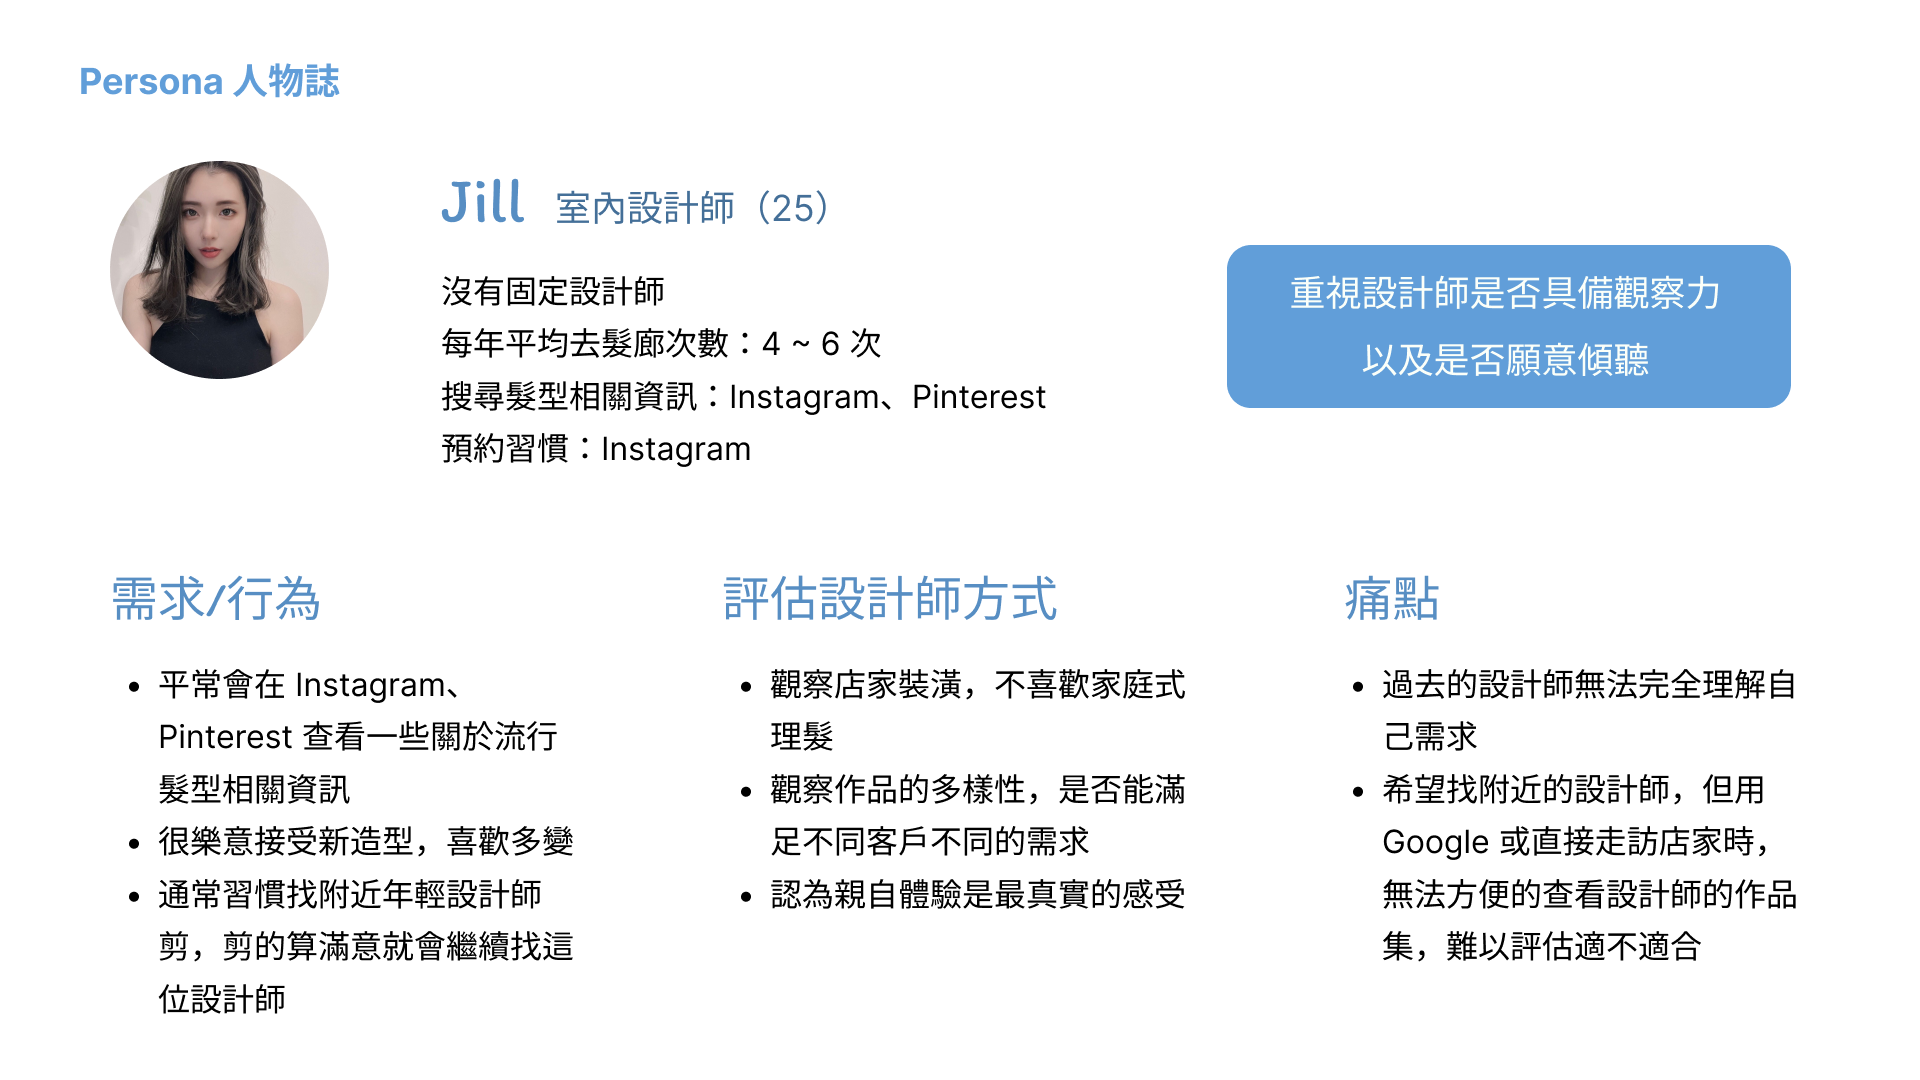 Persona 人物誌
Jill 室內設計師（25）
沒有固定設計師
每年平均去髮廊次數：4 ~ 6 次
搜尋髮型相關資訊：Instagram、Pinterest
預約習慣：Instagram
重視設計師是否具備觀察力
以及是否願意傾聽
需求/行為
平常會在 Instagram、
Pinterest 查看一些關於流行
髮型相關資訊
很樂意接受新造型，喜歡多變
通常習慣找附近年輕設計師
剪，剪的算滿意就會繼續找這
位設計師
評估設計師方式
觀察店家裝潢，不喜歡家庭式
理髮
觀察作品的多樣性，是否能滿
足不同客戶不同的需求
認為親自體驗是最真實的感受
痛點
過去的設計師無法完全理解自
己需求
希望找附近的設計師，但用
Google 或直接走訪店家時，
無法方便的查看設計師的作品
集，難以評估適不適合